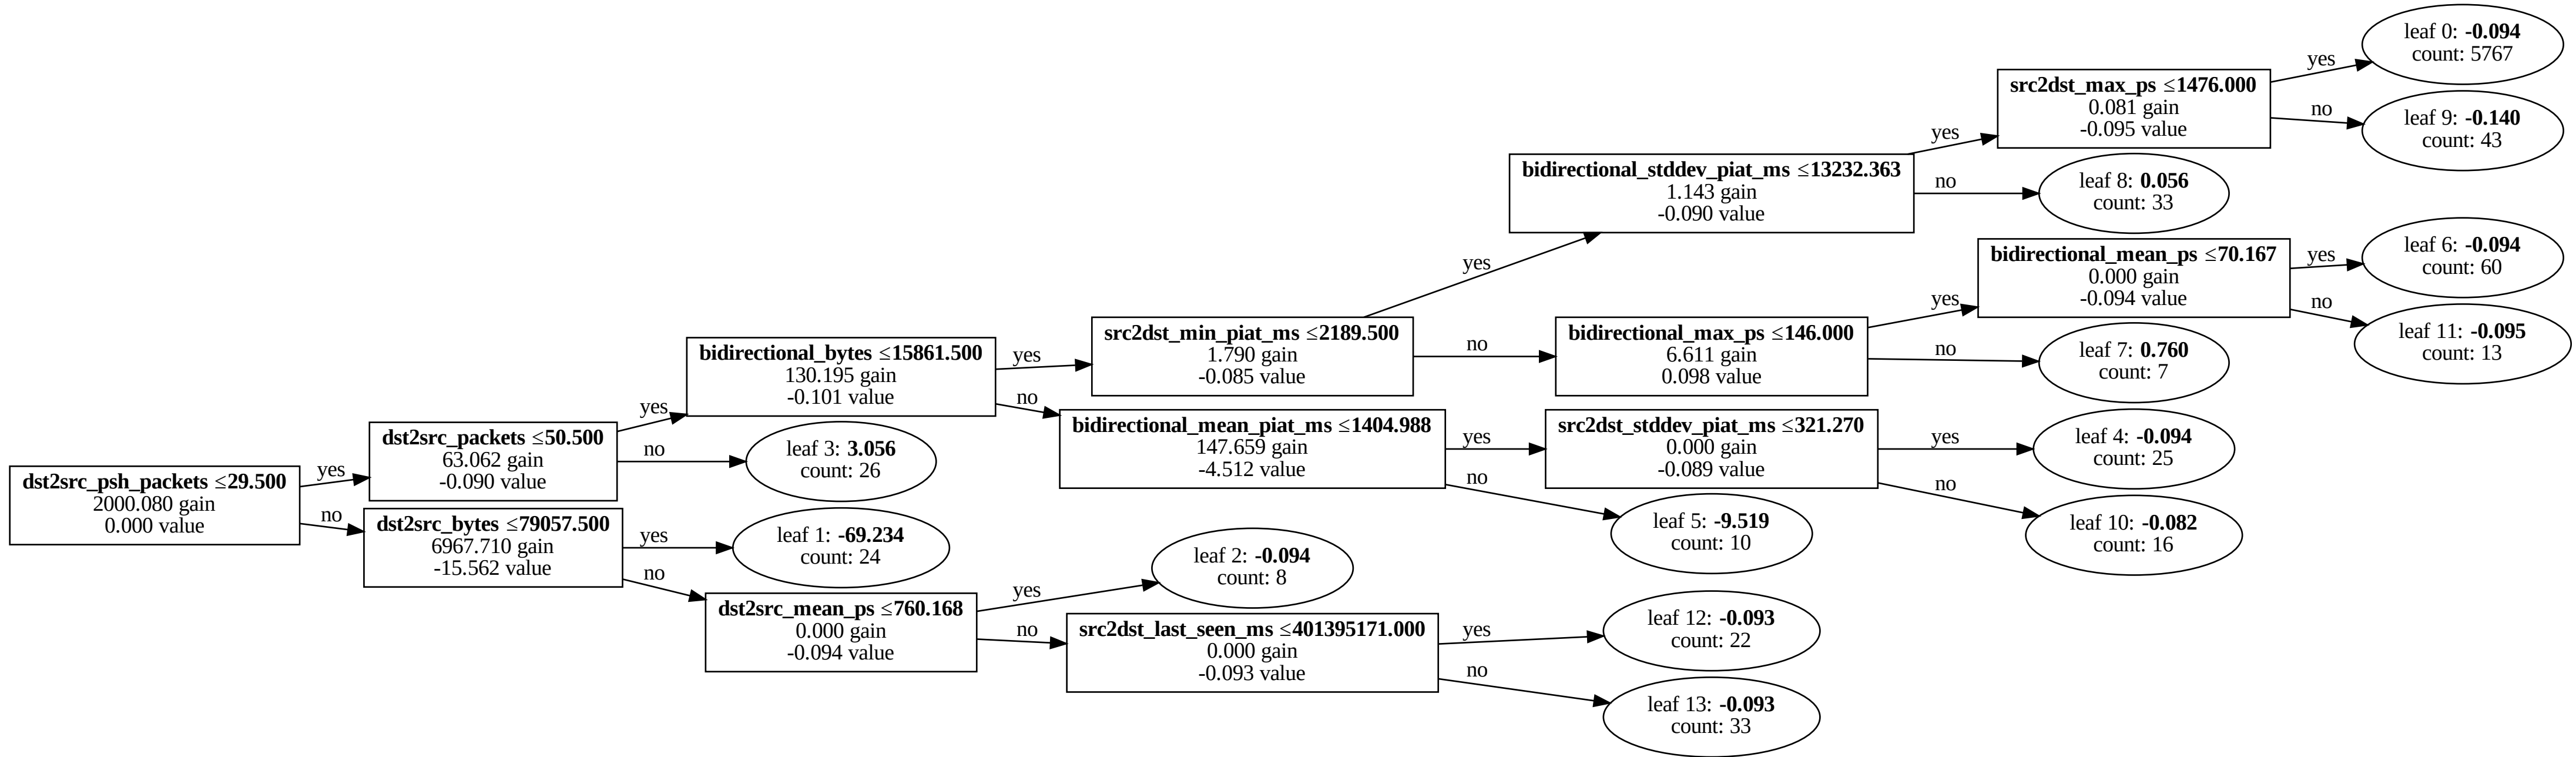 dst2src_psh_packets ≤29.500
2000.080 gain
0.000 value
yes
no
dst2src_packets ≤50.500
63.062 gain
-0.090 value
yes
no
dst2src_bytes ≤79057.500
6967.710 gain
-15.562 value
yes
no
bidirectional_bytes ≤15861.500
130.195 gain
-0.101 value
yes
no
leaf 3: 3.056
count: 26
leaf 1: -69.234
count: 24
dst2src_mean_ps ≤760.168
0.000 gain
-0.094 value
yes
no
src2dst_min_piat_ms ≤2189.500
1.790 gain
-0.085 value
yes
no
bidirectional_mean_piat_ms ≤1404.988
147.659 gain
-4.512 value
yes
no
leaf 2: -0.094
count: 8
src2dst_last_seen_ms ≤401395171.000
0.000 gain
-0.093 value
yes
no
bidirectional_stddev_piat_ms ≤13232.363
1.143 gain
-0.090 value
yes
no
bidirectional_max_ps ≤146.000
6.611 gain
0.098 value
yes
no
src2dst_stddev_piat_ms ≤321.270
0.000 gain
-0.089 value
yes
no
leaf 5: -9.519
count: 10
leaf 12: -0.093
count: 22
leaf 13: -0.093
count: 33
src2dst_max_ps ≤1476.000
0.081 gain
-0.095 value
yes
no
leaf 8: 0.056
count: 33
bidirectional_mean_ps ≤70.167
0.000 gain
-0.094 value
yes
no
leaf 7: 0.760
count: 7
leaf 4: -0.094
count: 25
leaf 10: -0.082
count: 16
leaf 0: -0.094
count: 5767
leaf 9: -0.140
count: 43
leaf 6: -0.094
count: 60
leaf 11: -0.095
count: 13